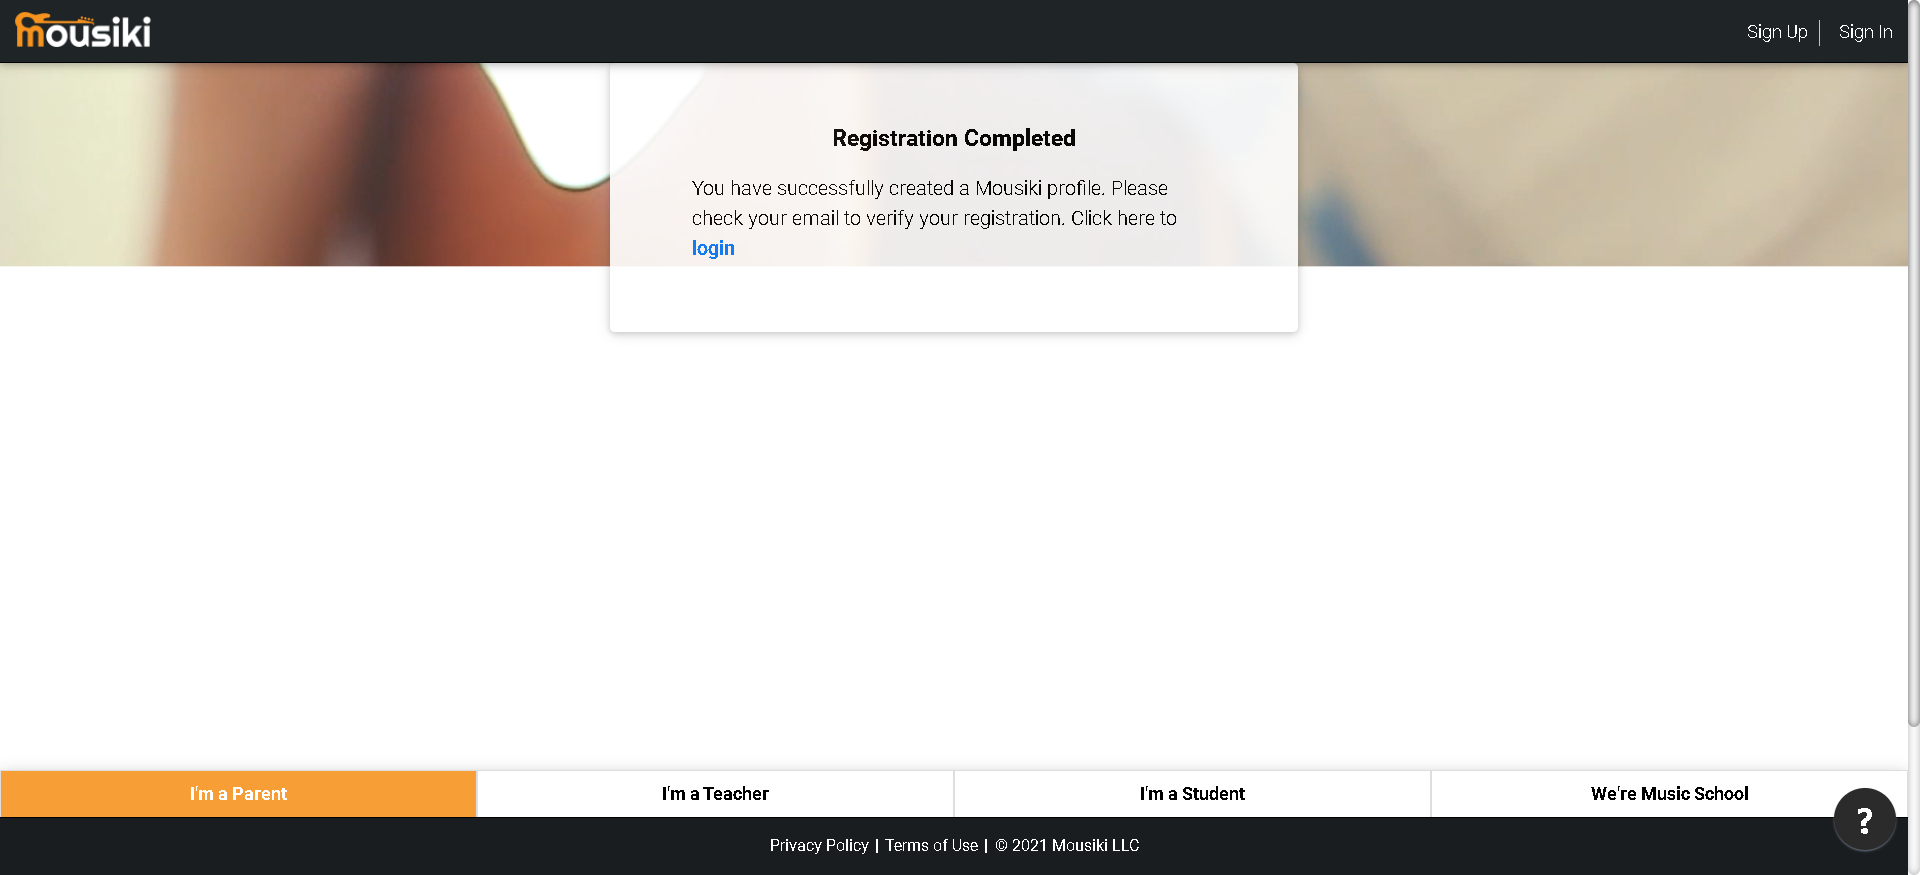 mousiki
Sign Up
Sign In
Registration Completed
You have successfully created a Mousiki profile. Please
check your email to verify your registration. Click here to
login
I'm a Parent
I'm a Teacher
I'm a Student
We're Music School
?
Privacy Policy | Terms of Use | © 2021 Mousiki LLC